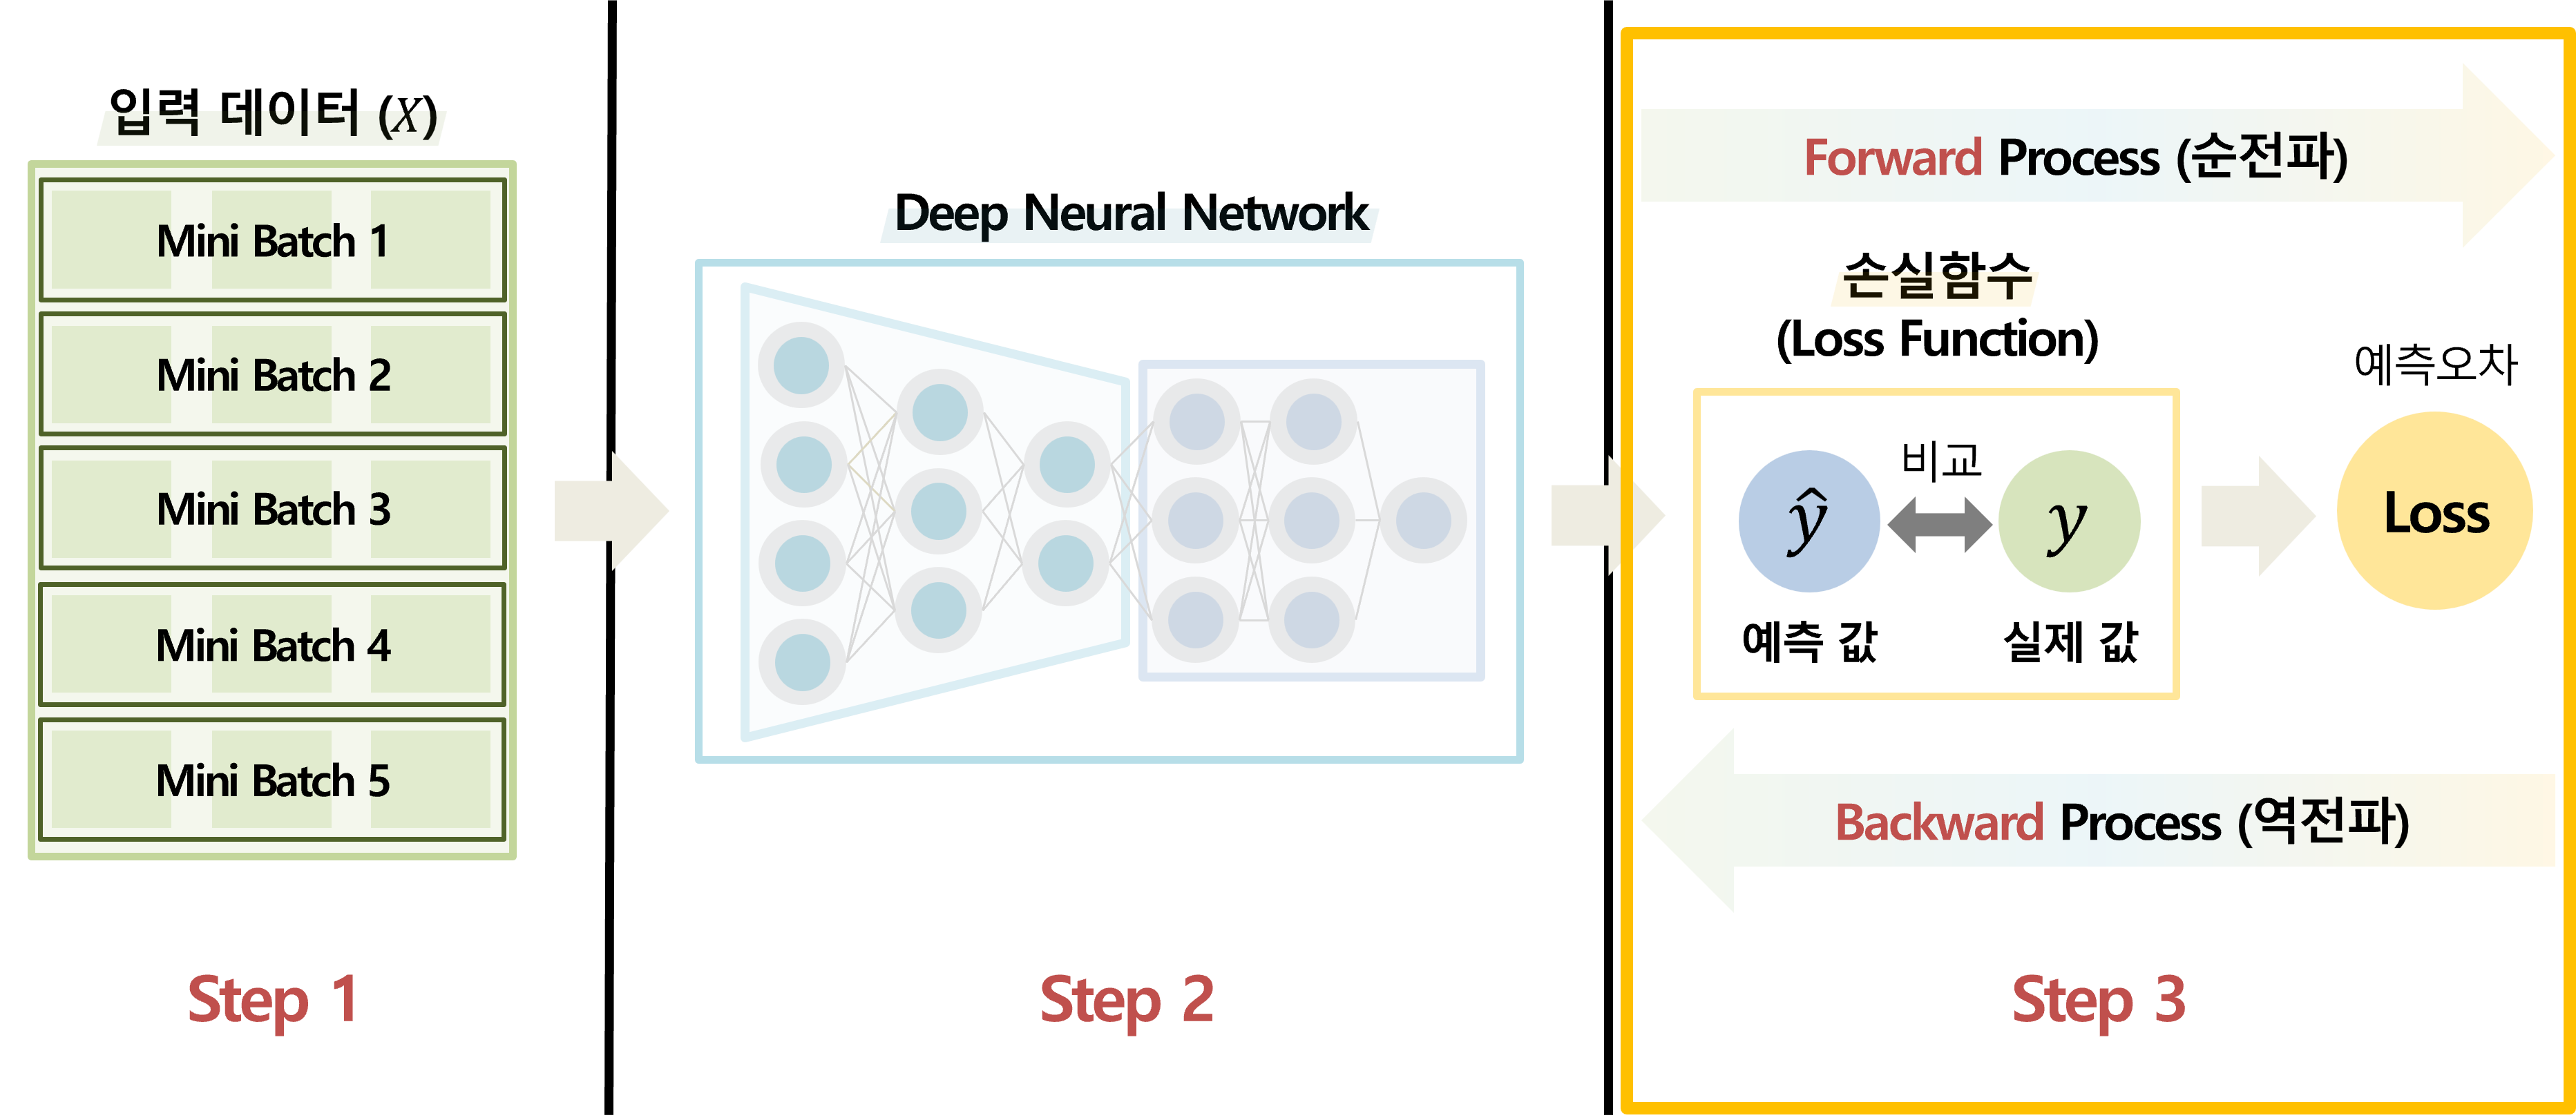 입력 데이터 (X)
Mini Batch 1
Mini Batch 2
Mini Batch 3
Mini Batch 4
Mini Batch 5
Step 1
Deep Neural Network
Step 2
Forward Process (순전파)
손실함수
(Loss Function)
비교
ŷ
y
예측 값
실제 값
예측오차
Loss
Backward Process (역전파)
Step 3